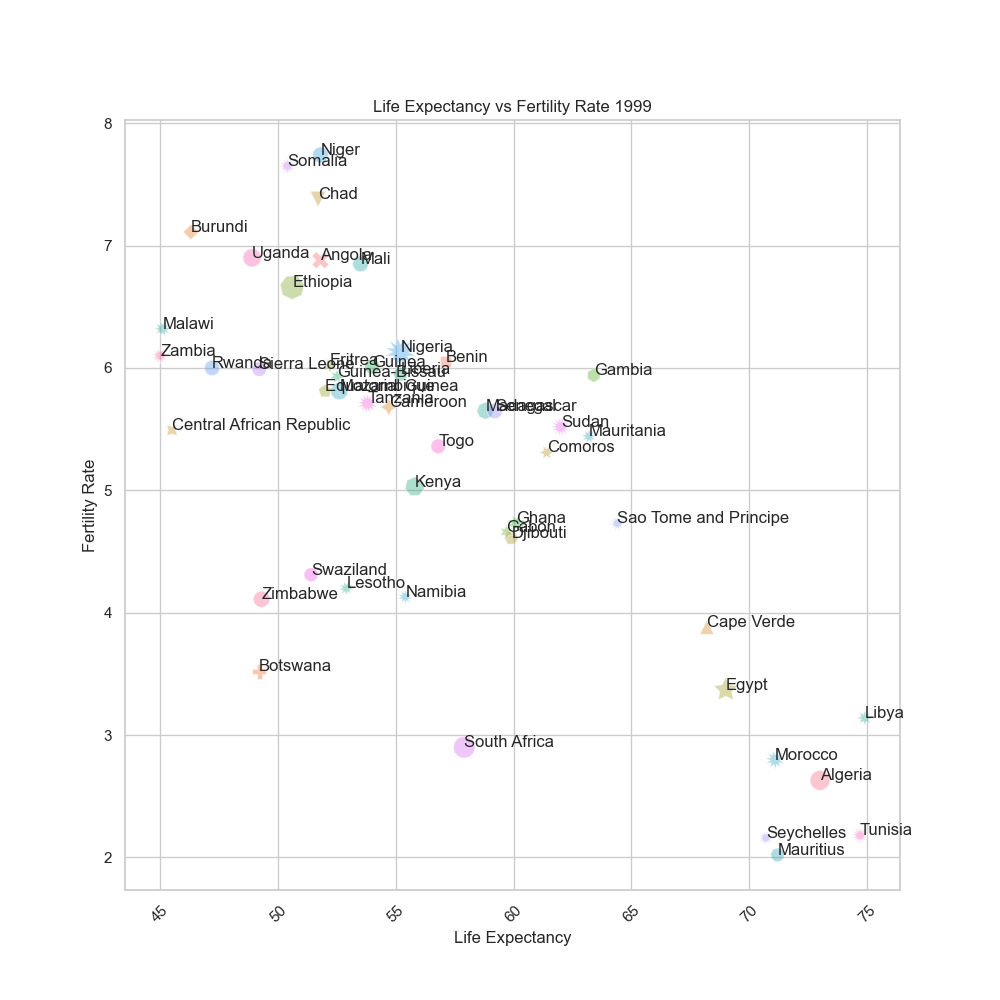 Life Expectancy vs Fertility Rate 1999
8
Niger
Somalia
Chad
Burundi
7
Uganda
Angola
Mali
Ethiopia
Malawi
Nigeria
Zambia
Benin
Rwanda
Sierra Leone
Eritrea
Guinea
6
Liberia
Guinea-Bissau
Gambia
Equatorial Guinea
Mozambique
Tanzania
Cameroon
Madagascar
Senegal
Central African Republic
Sudan
Mauritania
Togo
Comoros
Kenya
5
Ghana
Gabon
Djibouti
Sao Tome and Principe
Swaziland
Lesotho
Zimbabwe
Namibia
4
Cape Verde
Botswana
Egypt
Libya
South Africa
3
Morocco
Algeria
Seychelles
Tunisia
Mauritius
2
Fertility Rate
45 50 55 60 65 70 75
Life Expectancy